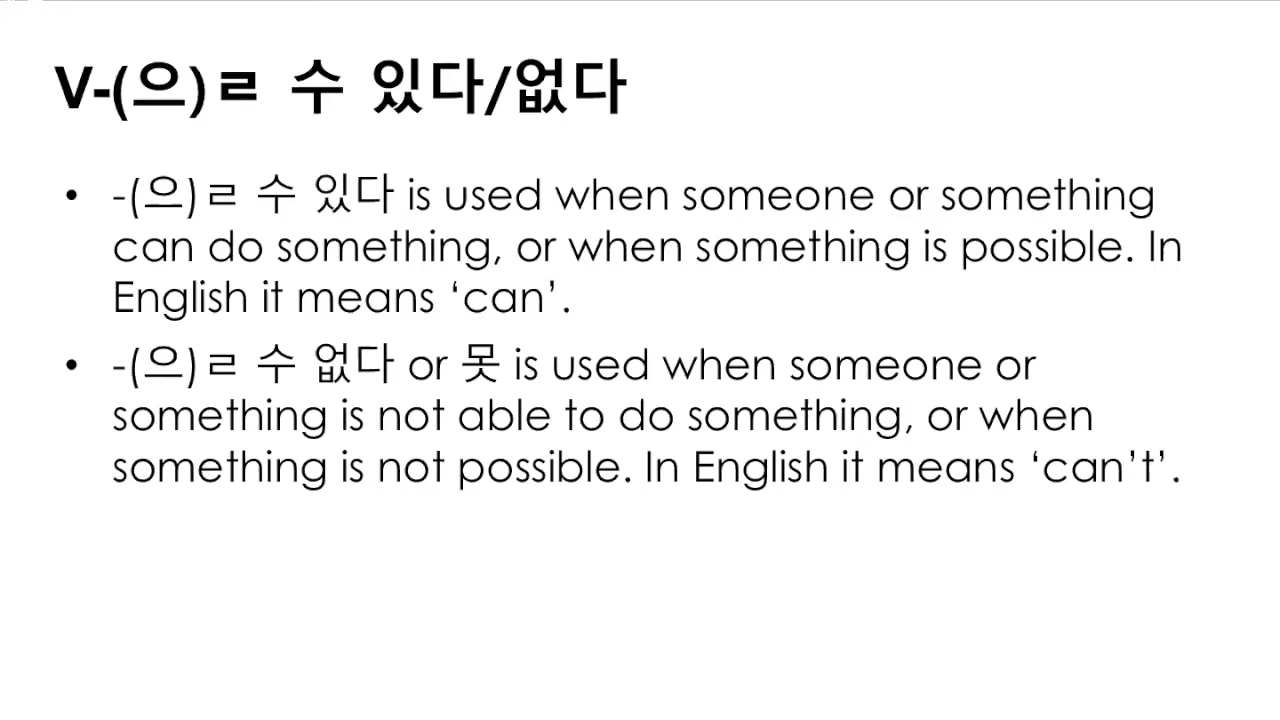 V-(으)ㄹ 수 있다/없다
• -(으)ㄹ 수 있다 is used when someone or something
can do something, or when something is possible. In
English it means ‘can’.
• -(으)ㄹ 수 없다 or 못 is used when someone or
something is not able to do something, or when
something is not possible. In English it means ‘can’t’.